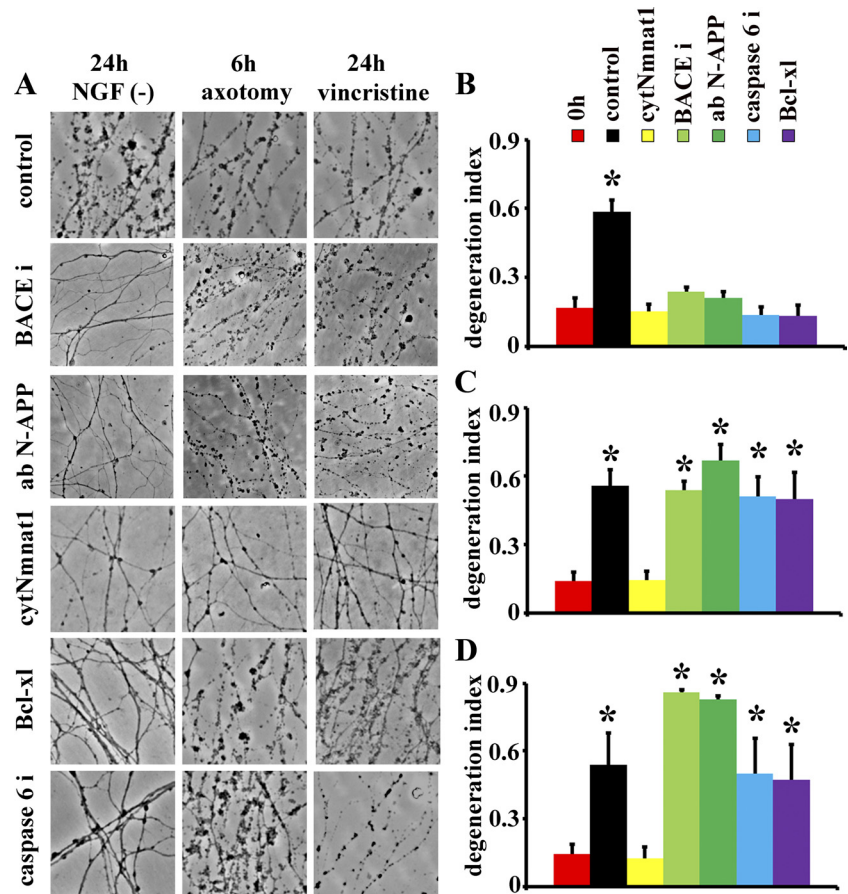 A
24h
NGF (-)
6h
axotomy
24h
vincristine
control
BACE i
ab N-APP
cytNmnat1
Bcl-xl
caspase 6 i
B
0h
control
cytNmnat1
BACE i
ab N-APP
caspase 6 i
Bcl-xl
degeneration index
0.9
0.6
0.3
0
*
C
degeneration index
0.9
0.6
0.3
0
* * * * *
D
degeneration index
0.9
0.6
0.3
0
* * * * *